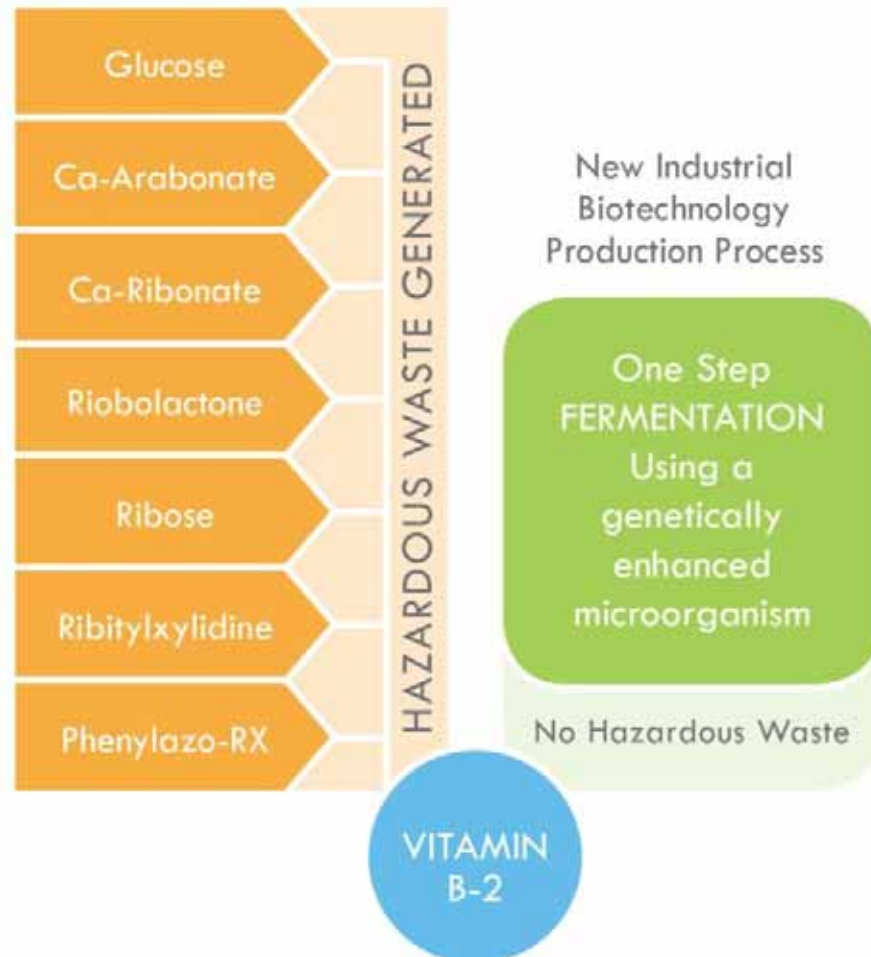 Glucose
Ca-Arabonate
Ca-Ribonate
Riobolactone
Ribose
Ribitylxylidine
Phenylazo-RX
HAZARDOUS WASTE GENERATED
New Industrial
Biotechnology
Production Process
One Step
FERMENTATION
Using a
genetically
enhanced
microorganism
No Hazardous Waste
VITAMIN
B-2